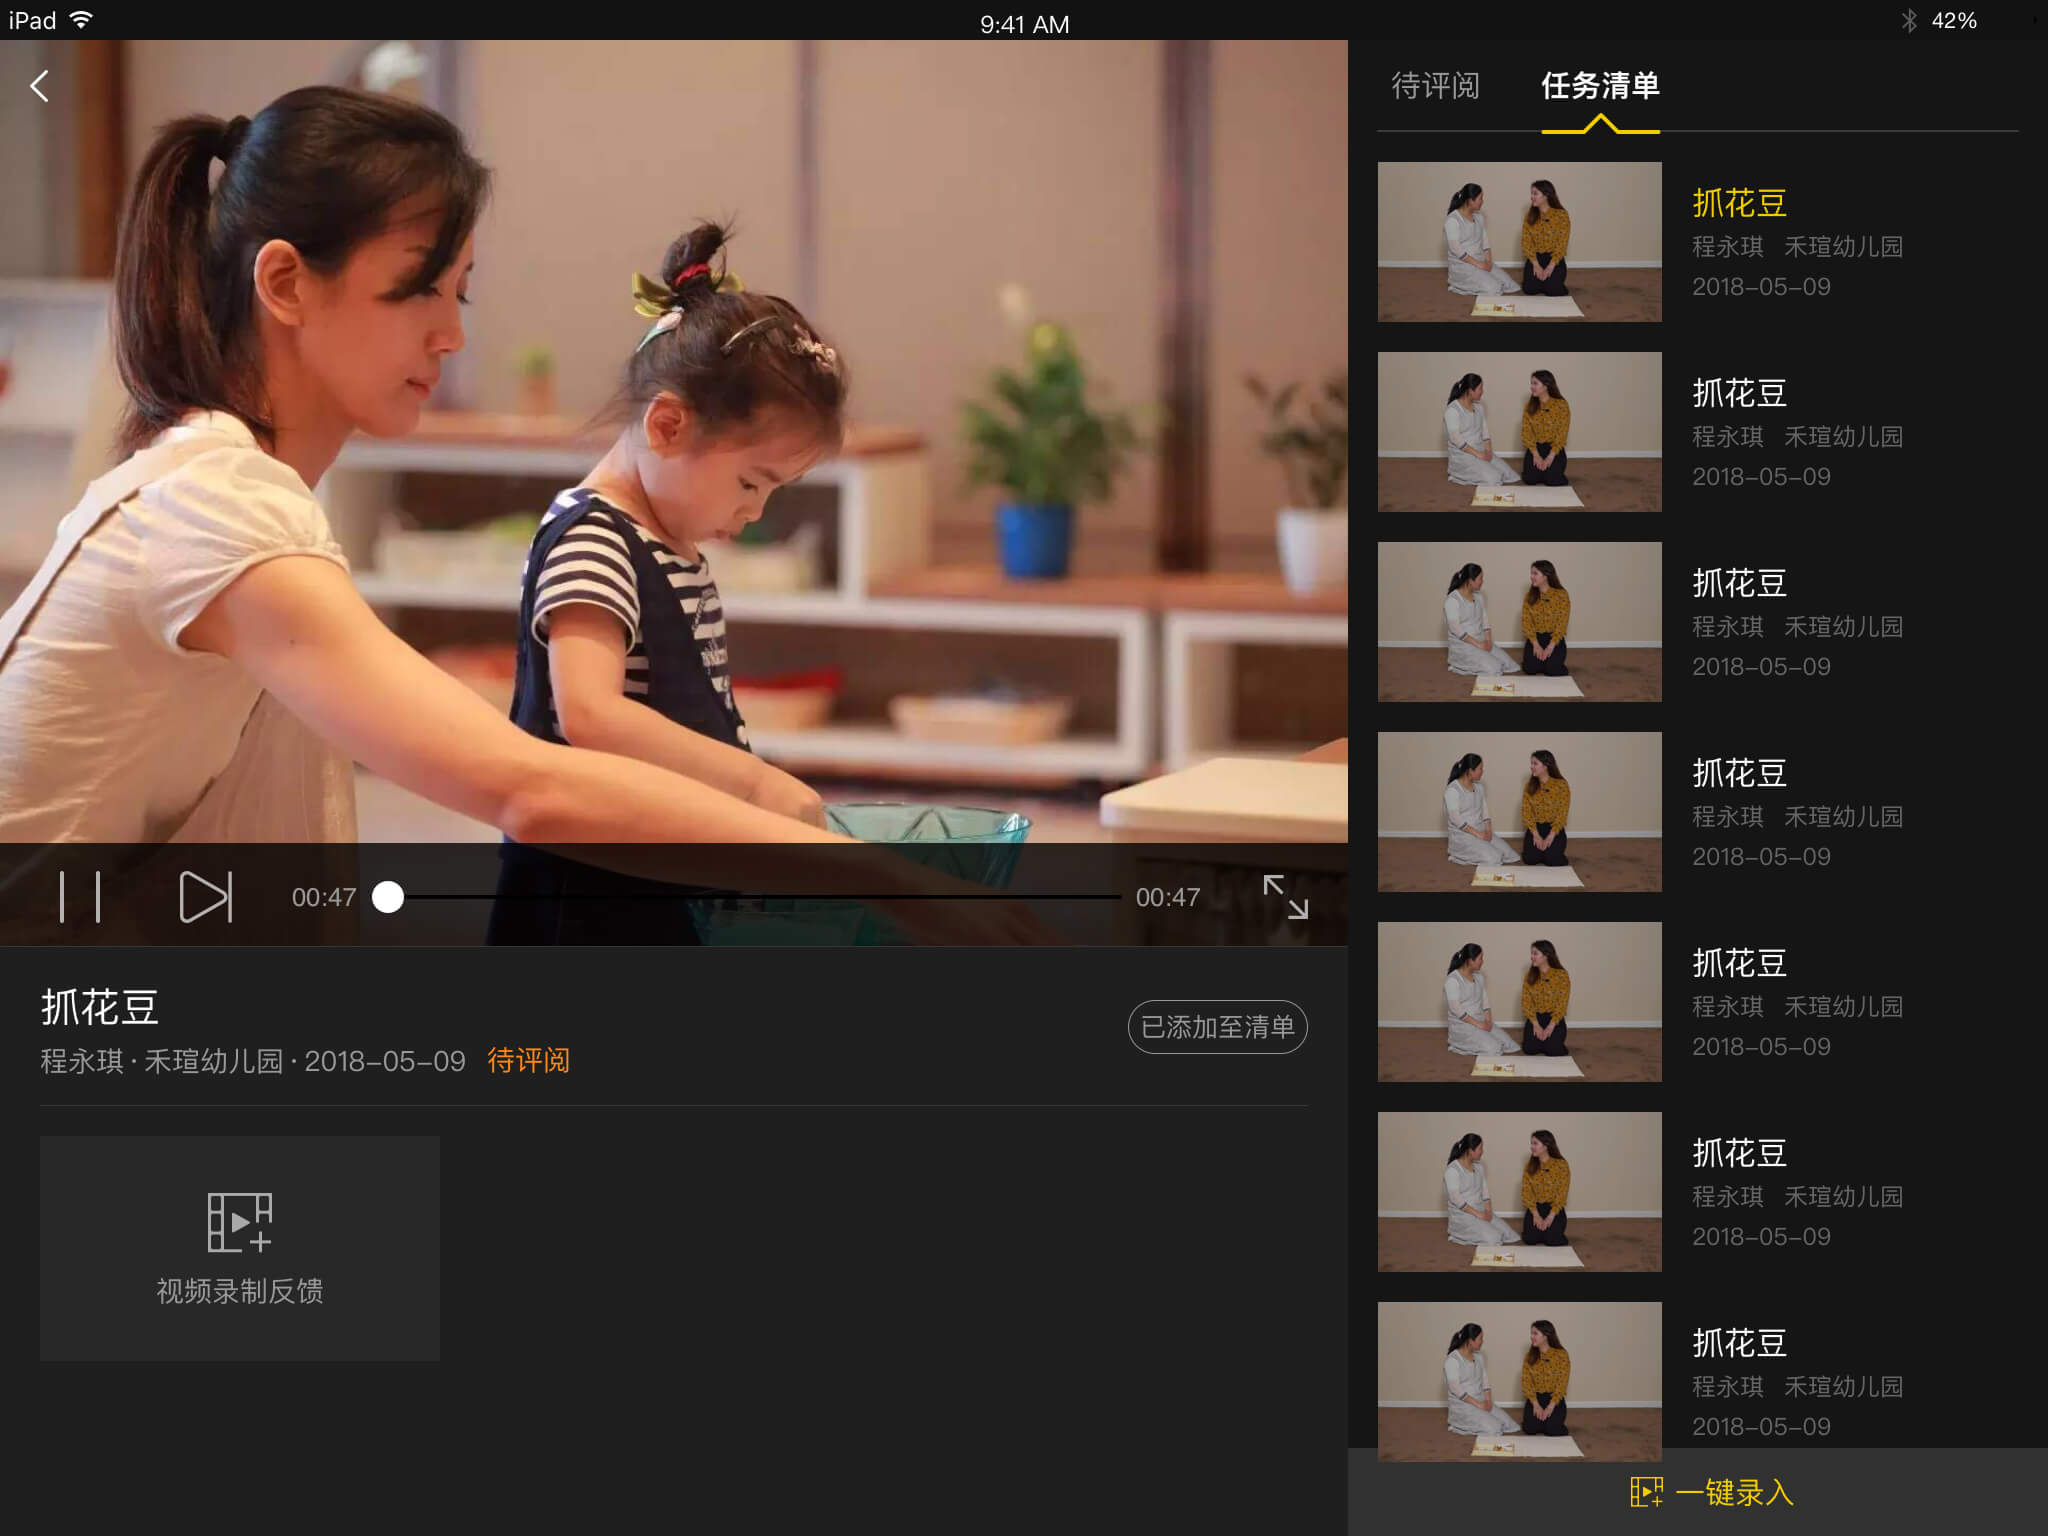 iPad
9:41 AM
42%
待评阅 任务清单
抓花豆
程永琪 禾瑄幼儿园
2018-05-09
抓花豆
程永琪 禾瑄幼儿园
2018-05-09
抓花豆
程永琪 禾瑄幼儿园
2018-05-09
抓花豆
程永琪 禾瑄幼儿园
2018-05-09
抓花豆
程永琪 禾瑄幼儿园
2018-05-09
抓花豆
程永琪 禾瑄幼儿园
2018-05-09
抓花豆
程永琪 禾瑄幼儿园
2018-05-09
一键录入
00:47 00:47
抓花豆
程永琪·禾瑄幼儿园·2018-05-09 待评阅
已添加至清单
视频录制反馈